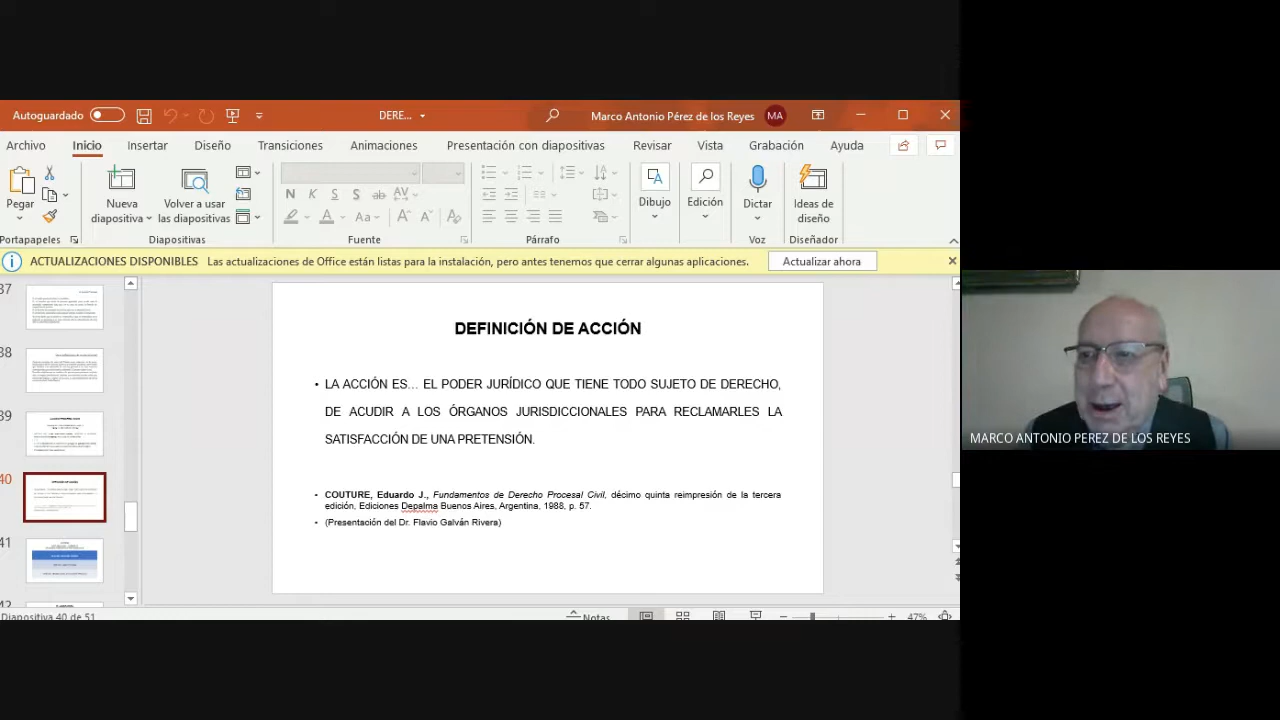 Autoguardado
DERE...
Marco Antonio Pérez de los Reyes
MA
Archivo Inicio Insertar Diseño Transiciones Animaciones Presentación con diapositivas Revisar Vista Grabación Ayuda
Pegar
Nueva diapositiva
Volver a usar las diapositivas
N K S S ab AV
Aa
Dibujo
Edición
Dictar
Ideas de diseño
Portapapeles
Diapositivas
Fuente
Párrafo
Voz
Diseñador
ACTUALIZACIONES DISPONIBLES Las actualizaciones de Office están listas para la instalación, pero antes tenemos que cerrar algunas aplicaciones. Actualizar ahora
37
38
39
40
41
42
DEFINICIÓN DE ACCIÓN
• LA ACCIÓN ES... EL PODER JURÍDICO QUE TIENE TODO SUJETO DE DERECHO,
DE ACUDIR A LOS ÓRGANOS JURISDICCIONALES PARA RECLAMARLES LA
SATISFACCIÓN DE UNA PRETENSIÓN.
• COUTURE, Eduardo J., Fundamentos de Derecho Procesal Civil, décimo quinta reimpresión de la tercera
edición, Ediciones Depalma Buenos Aires, Argentina, 1988, p. 57.
• (Presentación del Dr. Flavio Galván Rivera)
Diapositiva 40 de 51
Notas
47%
MARCO ANTONIO PEREZ DE LOS REYES